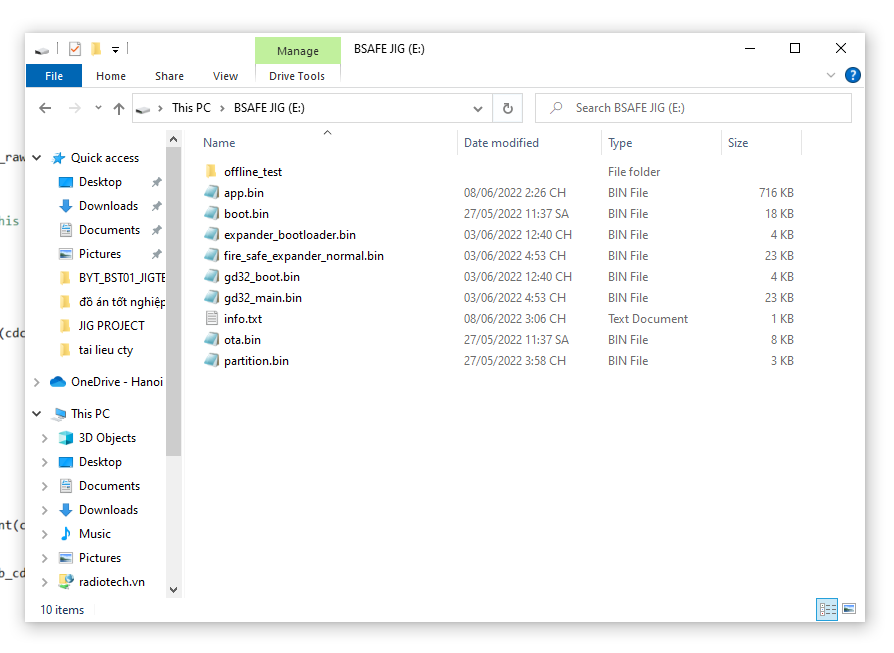 Manage
BSAFE JIG (E:)
File
Home
Share
View
Drive Tools
This PC
BSAFE JIG (E:)
Search BSAFE JIG (E:)
Name
Date modified
Type
Size
Quick access
Desktop
Downloads
Documents
Pictures
BYT_BST01_JIGTE
đồ án tốt nghiệp
JIG PROJECT
tai lieu cty
OneDrive - Hanoi
This PC
3D Objects
Desktop
Documents
Downloads
Music
Pictures
radiotech.vn
offline_test File folder
app.bin 08/06/2022 2:26 CH BIN File 716 KB
boot.bin 27/05/2022 11:37 SA BIN File 18 KB
expander_bootloader.bin 03/06/2022 12:40 CH BIN File 4 KB
fire_safe_expander_normal.bin 03/06/2022 4:53 CH BIN File 23 KB
gd32_boot.bin 03/06/2022 12:40 CH BIN File 4 KB
gd32_main.bin 03/06/2022 4:53 CH BIN File 23 KB
info.txt 08/06/2022 3:06 CH Text Document 1 KB
ota.bin 27/05/2022 11:37 SA BIN File 8 KB
partition.bin 27/05/2022 3:58 CH BIN File 3 KB
10 items
_raw
his
(cdc
nt(c
b_cd